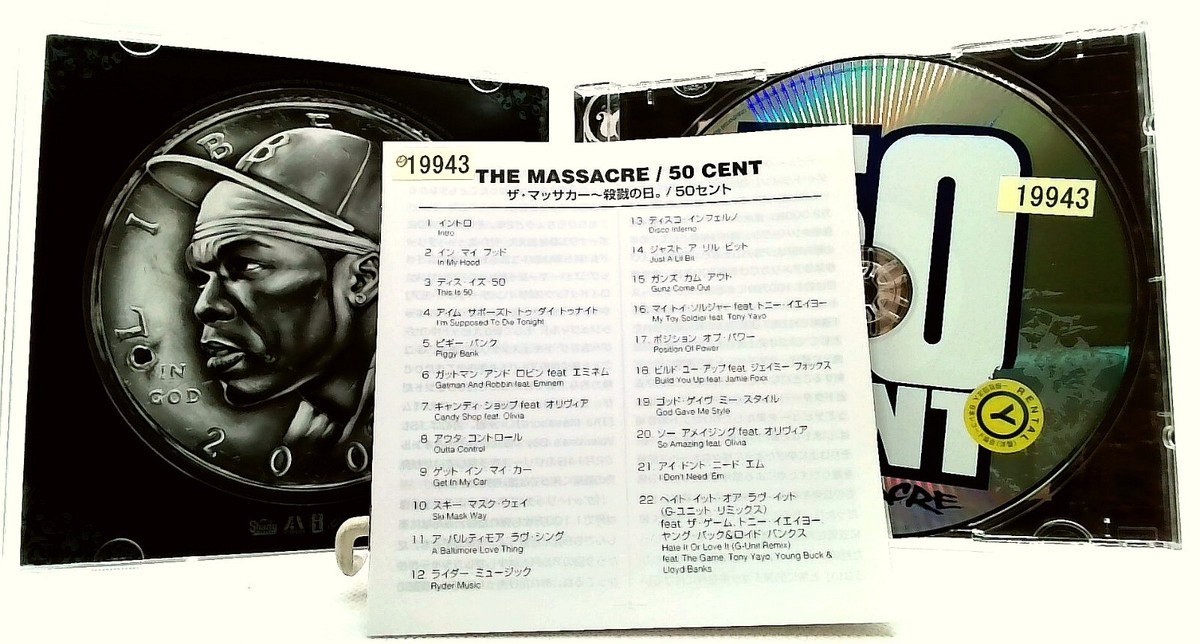 I
B
B
E
L
IN
GOD
2
0
0
Shady
19943
THE MASSACRE / 50 CENT
ザ・マッサカー～殺戮の日。 / 50セント
1 イントロ
Intro
2 イン マイ フッド
In My Hood
3 ディス・イズ 50
This Is 50
4 アイム サポーズト トゥ ダイ トゥナイト
I'm Supposed To Die Tonight
5 ピギー バンク
Piggy Bank
6 ガットマン アンド ロビン feat エミネム
Gatman And Robbin feat. Eminem
7 キャンディ ショップ feat オリヴィア
Candy Shop feat. Olivia
8 アウタ コントロール
Outta Control
9 ゲット イン マイ カー
Get In My Car
10 スキー マスク・ウェイ
Ski Mask Way
11 ア・バルティモア ラヴ・シング
A Baltimore Love Thing
12 ライダー ミュージック
Ryder Music
13 ディスコ インフェルノ
Disco Inferno
14 ジャスト ア リル ビット
Just A Lil Bit
15 ガンズ カム アウト
Gunz Come Out
16 マイ トイ・ソルジャー feat. トニー・イエイヨー
My Toy Soldier feat. Tony Yayo
17 ポジション オブ・パワー
Position Of Power
18 ビルド ユー アップ feat. ジェイミー フォックス
Build You Up feat. Jamie Foxx
19 ゴッド・ゲイヴ ミー・スタイル
God Gave Me Style
20 ソー アメイジング feat. オリヴィア
So Amazing feat. Olivia
21 アイ ドント ニード エム
I Don't Need 'Em
22 ヘイト イット オア ラヴ・イット
(G-ユニット リミックス)
feat ザ・ゲーム、トニー・イエイヨー
ヤング・バック&ロイド バンクス
Hate It Or Love It (G-Unit Remix)
feat. The Game, Tony Yayo, Young Buck &
Lloyd Banks
50
NT
ACRE
19943
RENTAL
Y